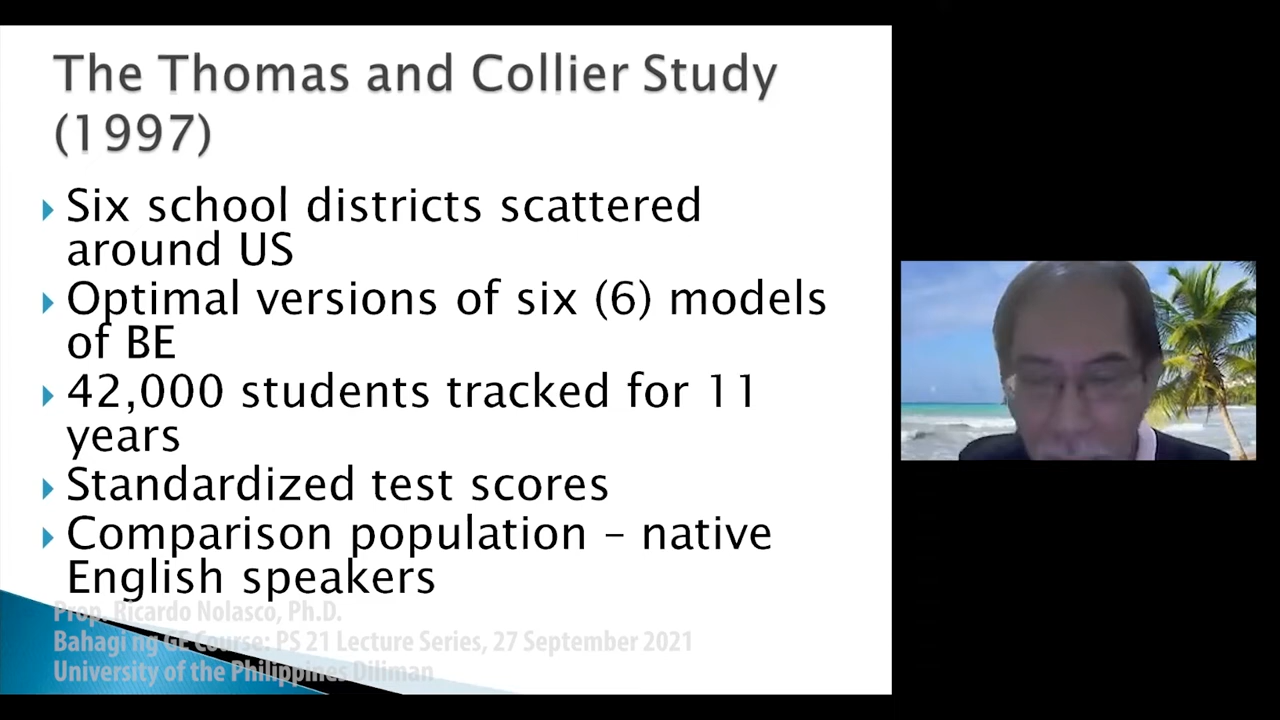 The Thomas and Collier Study
(1997)
Six school districts scattered
around US
Optimal versions of six (6) models
of BE
42,000 students tracked for 11
years
Standardized test scores
Comparison population – native
English speakers
Prop. Ricardo Nolasco, Ph.D.
Bahagi ng GE Course: PS 21 Lecture Series, 27 September 2021
University of the Philippines Diliman